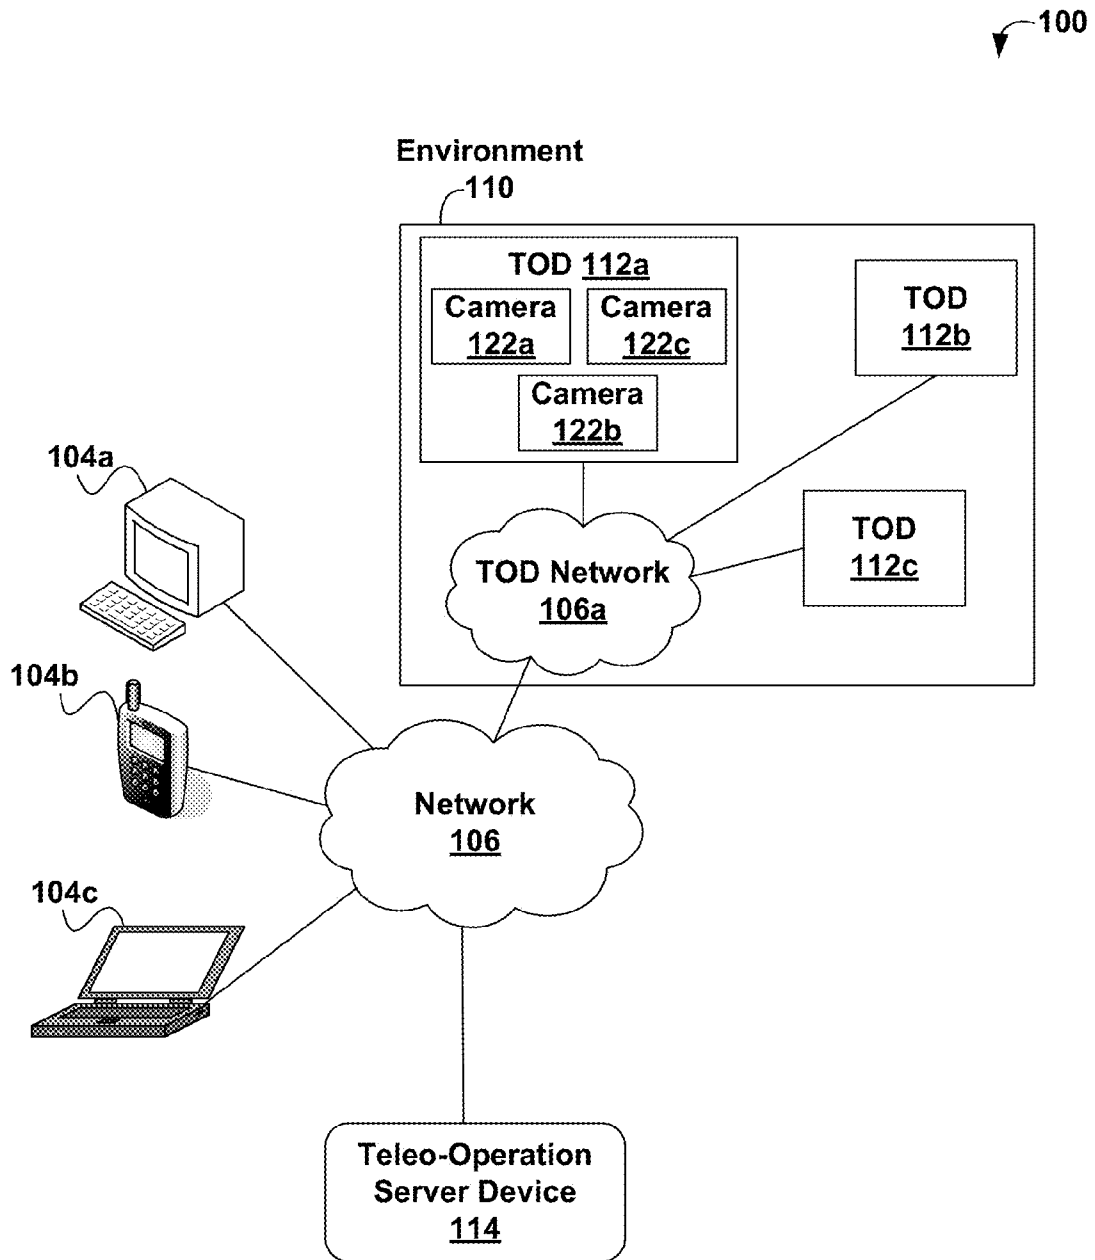 100
Environment
110
TOD 112a
Camera
122a
Camera
122c
Camera
122b
TOD
112b
TOD
112c
TOD Network
106a
104a
104b
104c
Network
106
Teleo-Operation
Server Device
114